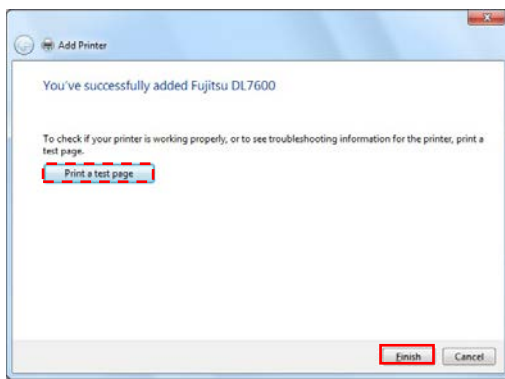 Add Printer
You've successfully added Fujitsu DL7600
To check if your printer is working properly, or to see troubleshooting information for the printer, print a
test page.
Print a test page
Finish
Cancel